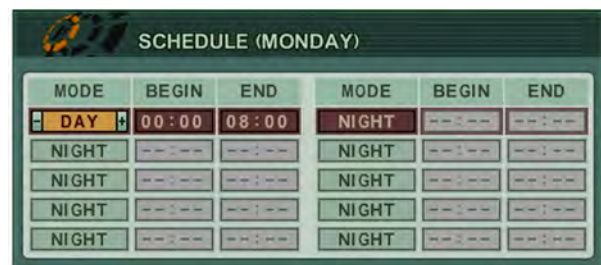 SCHEDULE (MONDAY)
MODE BEGIN END MODE BEGIN END
- DAY + 00:00 08:00 NIGHT --:-- --:--
NIGHT --:-- --:-- NIGHT --:-- --:--
NIGHT --:-- --:-- NIGHT --:-- --:--
NIGHT --:-- --:-- NIGHT --:-- --:--
NIGHT --:-- --:-- NIGHT --:-- --:--